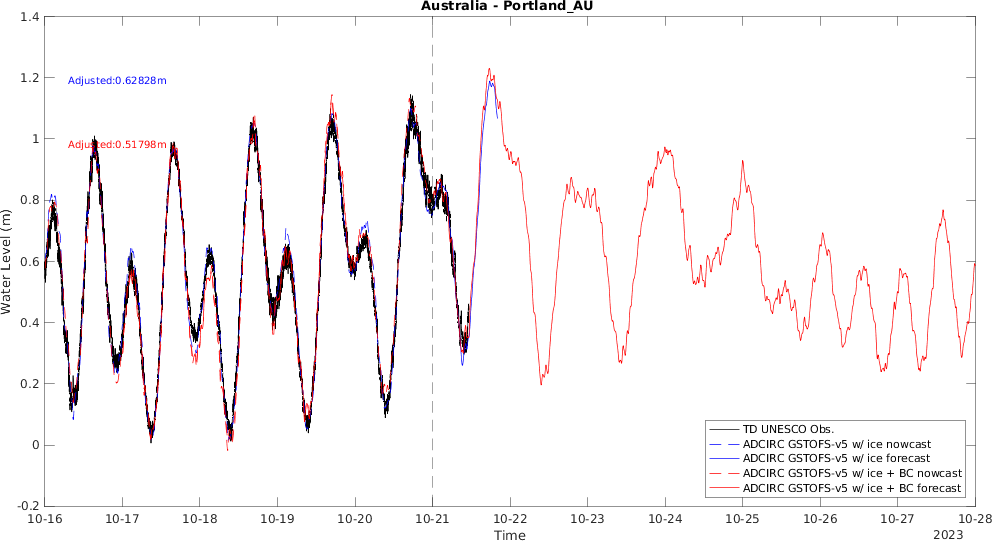 Australia - Portland_AU
1.4
1.2
1
0.8
0.6
0.4
0.2
0
-0.2
Water Level (m)
Adjusted:0.62828m
Adjusted:0.51798m
TD UNESCO Obs.
ADCIRC GSTOFS-v5 w/ ice nowcast
ADCIRC GSTOFS-v5 w/ ice forecast
ADCIRC GSTOFS-v5 w/ ice + BC nowcast
ADCIRC GSTOFS-v5 w/ ice + BC forecast
10-16 10-17 10-18 10-19 10-20 10-21 10-22 10-23 10-24 10-25 10-26 10-27 10-28
Time
2023